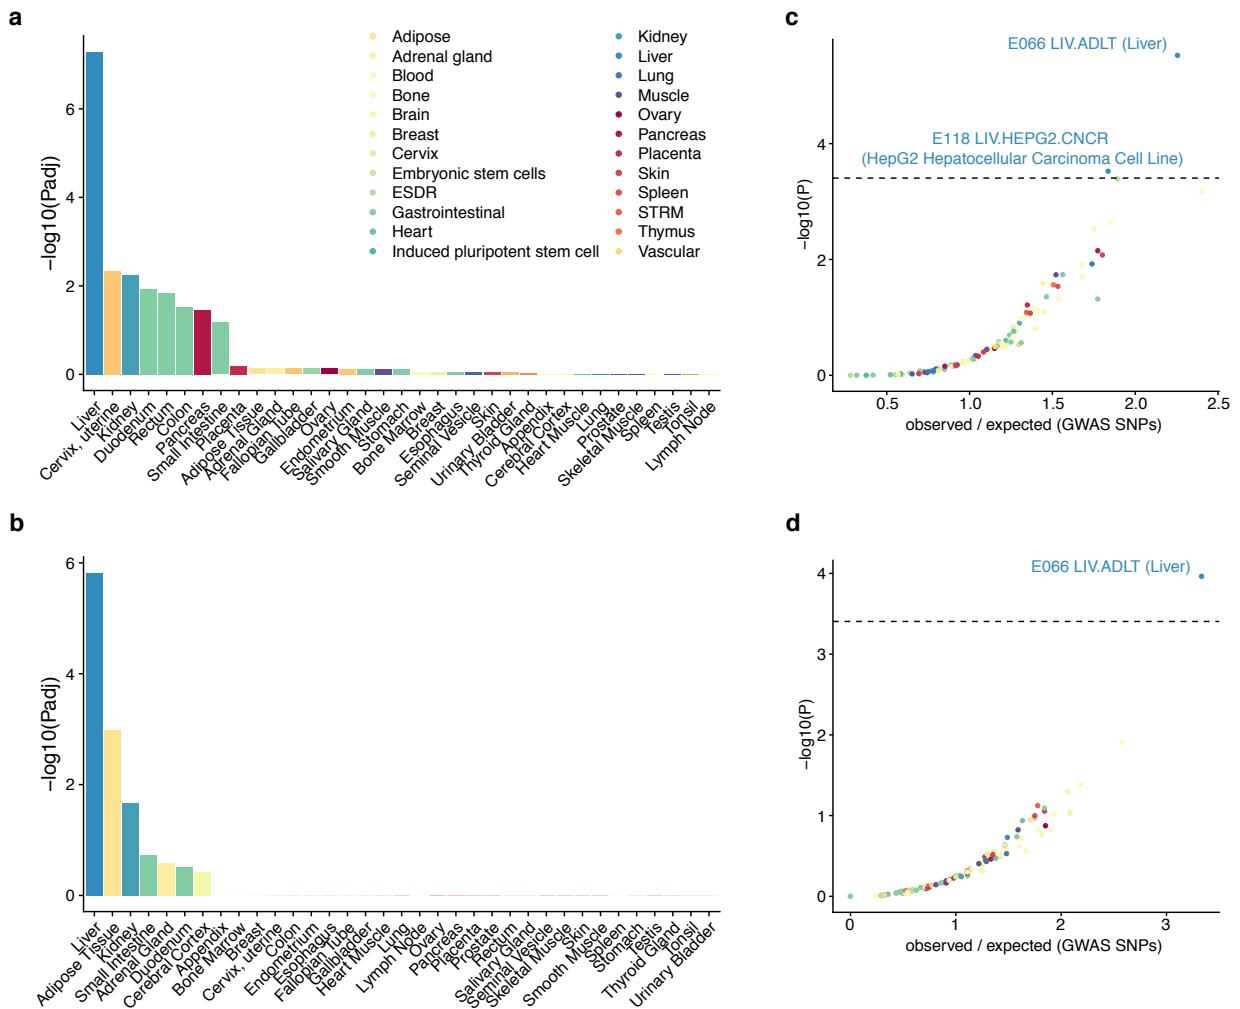 a
−log10(Padj)
6
4
2
0
Adipose
Adrenal gland
Blood
Bone
Brain
Breast
Cervix
Embryonic stem cells
ESDR
Gastrointestinal
Heart
Induced pluripotent stem cell
Kidney
Liver
Lung
Muscle
Ovary
Pancreas
Placenta
Skin
Spleen
STRM
Thymus
Vascular
Liver
Cervix, uterine
Kidney
Duodenum
Rectum
Colon
Pancreas
Small Intestine
Placenta
Adipose Tissue
Adrenal Gland
Fallopian Tube
Gallbladder
Ovary
Endometrium
Salivary Gland
Smooth Muscle
Stomach
Bone Marrow
Breast
Esophagus
Seminal Vesicle
Skin
Urinary Bladder
Thyroid Gland
Appendix
Cerebral Cortex
Heart Muscle
Lung
Prostate
Skeletal Muscle
Spleen
Testis
Tonsil
Lymph Node
c
E066 LIV.ADLT (Liver)
E118 LIV.HEPG2.CNCR
(HepG2 Hepatocellular Carcinoma Cell Line)
−log10(P)
4
2
0
0.5
1.0
1.5
2.0
2.5
observed / expected (GWAS SNPs)
b
−log10(Padj)
6
4
2
0
Liver
Adipose Tissue
Kidney
Small Intestine
Adrenal Gland
Duodenum
Cerebral Cortex
Appendix
Bone Marrow
Breast
Cervix, uterine
Colon
Endometrium
Esophagus
Fallopian Tube
Gallbladder
Heart Muscle
Lung
Lymph Node
Ovary
Pancreas
Placenta
Prostate
Rectum
Salivary Gland
Seminal Vesicle
Skeletal Muscle
Skin
Smooth Muscle
Spleen
Stomach
Testis
Thyroid Gland
Tonsil
Urinary Bladder
d
E066 LIV.ADLT (Liver)
−log10(P)
4
3
2
1
0
0
1
2
3
observed / expected (GWAS SNPs)